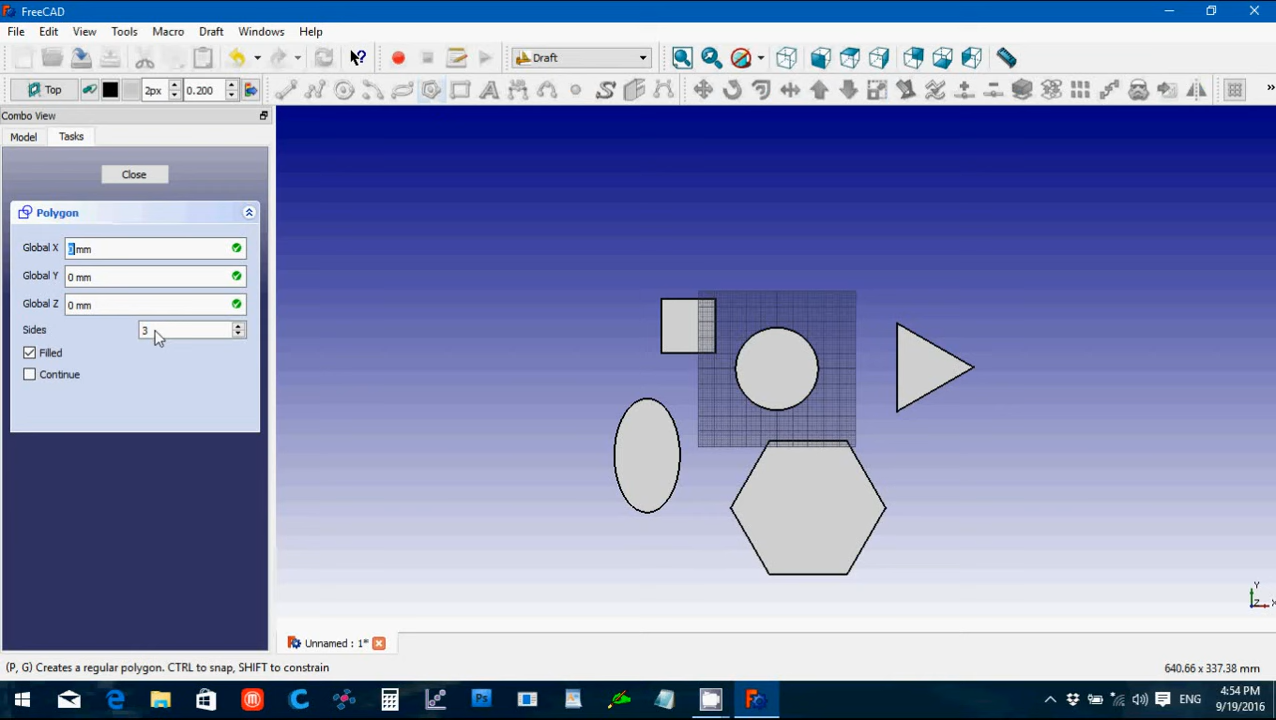 FreeCAD
File Edit View Tools Macro Draft Windows Help
Draft
Top 2px 0.200 »
Combo View
Model Tasks
Close
Polygon
Global X 0 mm
Global Y 0 mm
Global Z 0 mm
Sides 3
Filled
Continue
Y
Z X
Unnamed : 1*
(P, G) Creates a regular polygon. CTRL to snap, SHIFT to constrain 640.66 x 337.38 mm
ENG 4:54 PM
9/19/2016